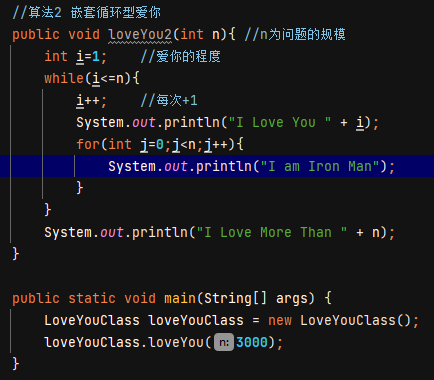 //算法2 嵌套循环型爱你
public void loveYou2(int n){ //n为问题的规模
int i=1; //爱你的程度
while(i<=n){
i++; //每次+1
System.out.println("I Love You " + i);
for(int j=0;j<n;j++){
System.out.println("I am Iron Man");
}
}
System.out.println("I Love More Than " + n);
}
public static void main(String[] args) {
LoveYouClass loveYouClass = new LoveYouClass();
loveYouClass.loveYou( n: 3000);
}